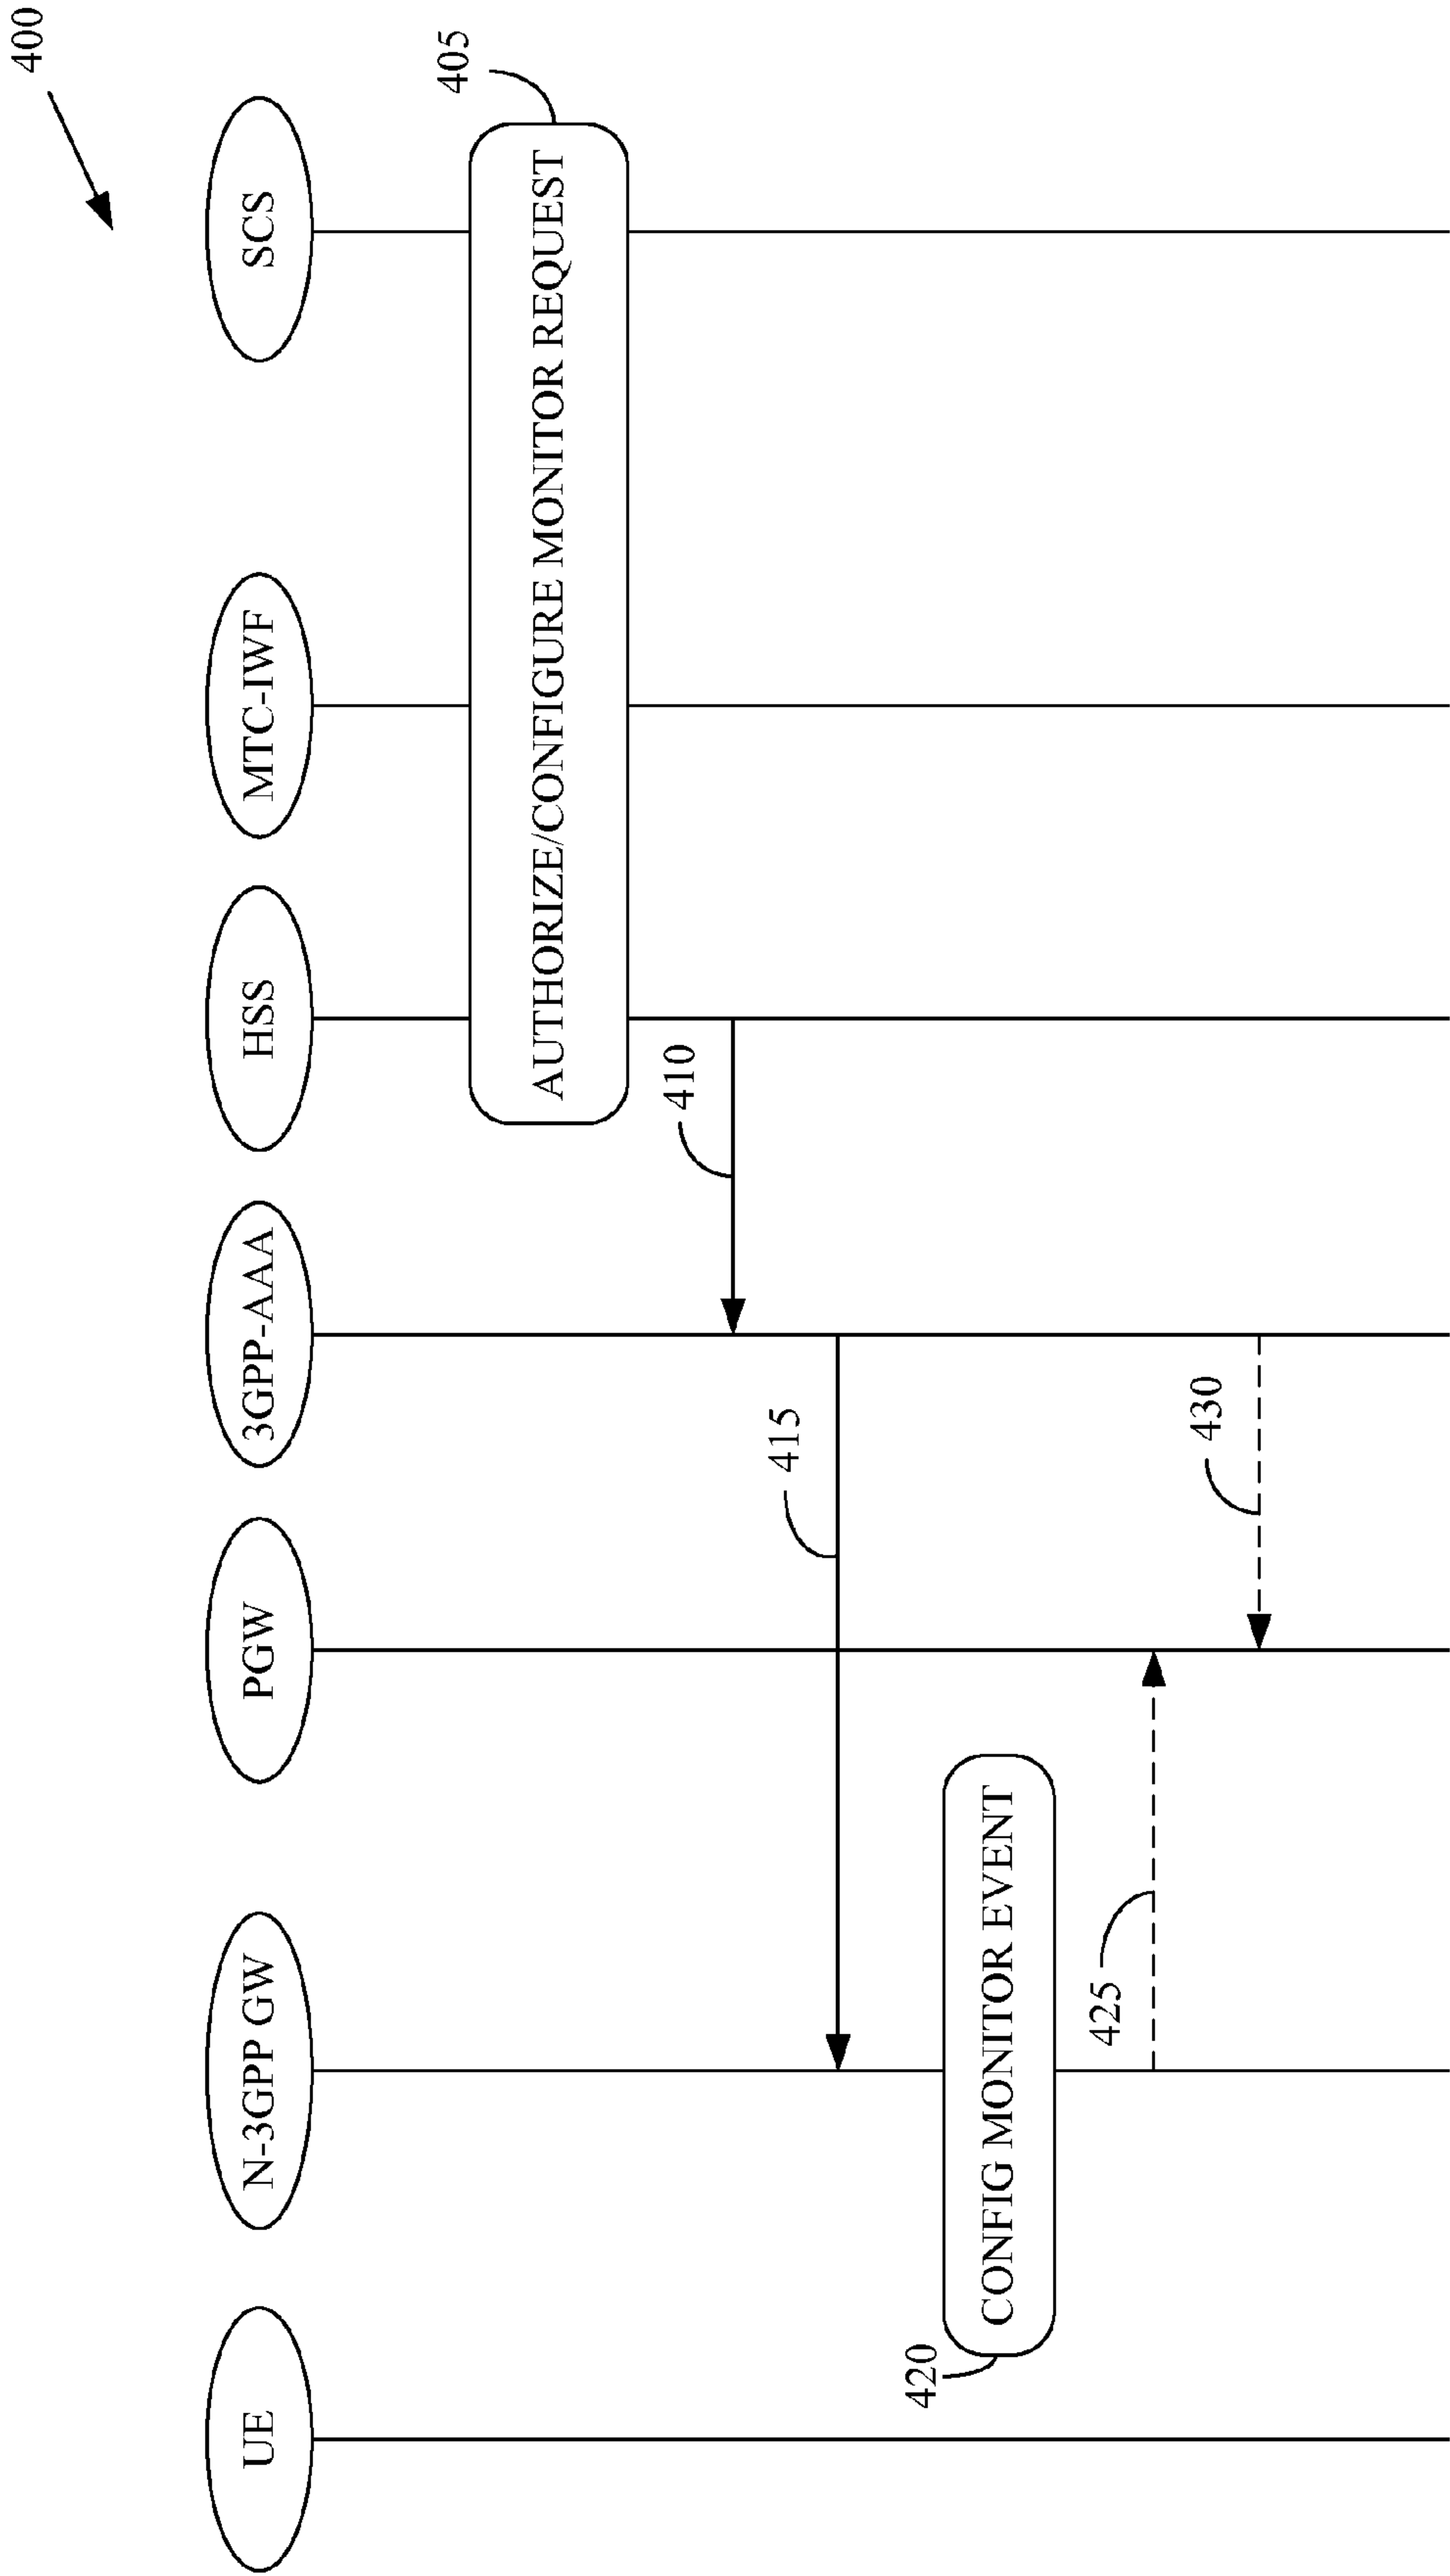 400
UE
N-3GPP GW
PGW
3GPP-AAA
HSS
MTC-IWF
SCS
405
AUTHORIZE/CONFIGURE MONITOR REQUEST
410
415
420
CONFIG MONITOR EVENT
425
430